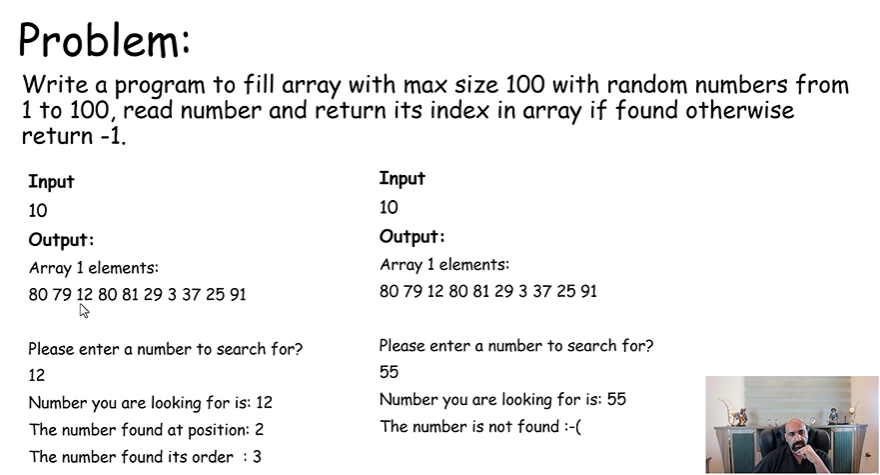 Problem:
Write a program to fill array with max size 100 with random numbers from
1 to 100, read number and return its index in array if found otherwise
return -1.
Input
10
Output:
Array 1 elements:
80 79 12 80 81 29 3 37 25 91
Please enter a number to search for?
12
Number you are looking for is: 12
The number found at position: 2
The number found its order : 3
Input
10
Output:
Array 1 elements:
80 79 12 80 81 29 3 37 25 91
Please enter a number to search for?
55
Number you are looking for is: 55
The number is not found :-(